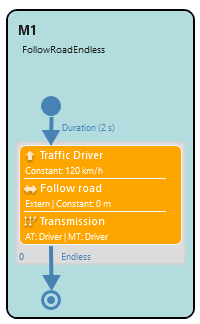 M1
FollowRoadEndless
Duration (2 s)
Traffic Driver
Constant: 120 km/h
Follow road
Extern | Constant: 0 m
Transmission
AT: Driver | MT: Driver
0 Endless